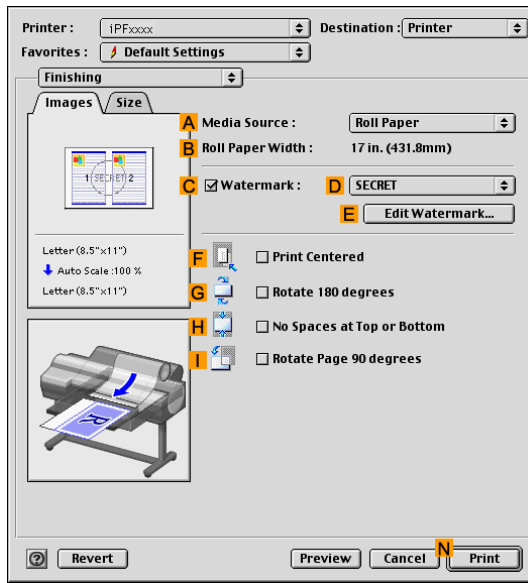 Printer : iPFxxxx Destination : Printer
Favorites : Default Settings
Finishing
Images Size
A Media Source : Roll Paper
B Roll Paper Width : 17 in. (431.8mm)
1 SECRET 2
C Watermark : D SECRET
E Edit Watermark...
Letter (8.5"x11")
Auto Scale :100 %
Letter (8.5"x11")
F Print Centered
G Rotate 180 degrees
H No Spaces at Top or Bottom
I Rotate Page 90 degrees
R
N
? Revert Preview Cancel Print